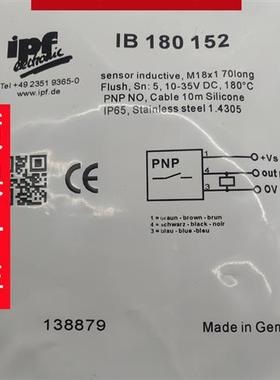 ipf
electronic
Tel +49 2351 9365-0
www.ipf.de
IB 180 152
sensor inductive, M18x1 70long
Flush, Sn: 5, 10-35V DC, 180°C
PNP NO, Cable 10m Silicone
IP65, Stainless steel 1.4305
CE
PNP
1
4
3
+Vs
out p
0V
1 = braun - brown - brun
4 = schwarz - black - noir
3 = blau - blue - bleu
138879
Made in Gem